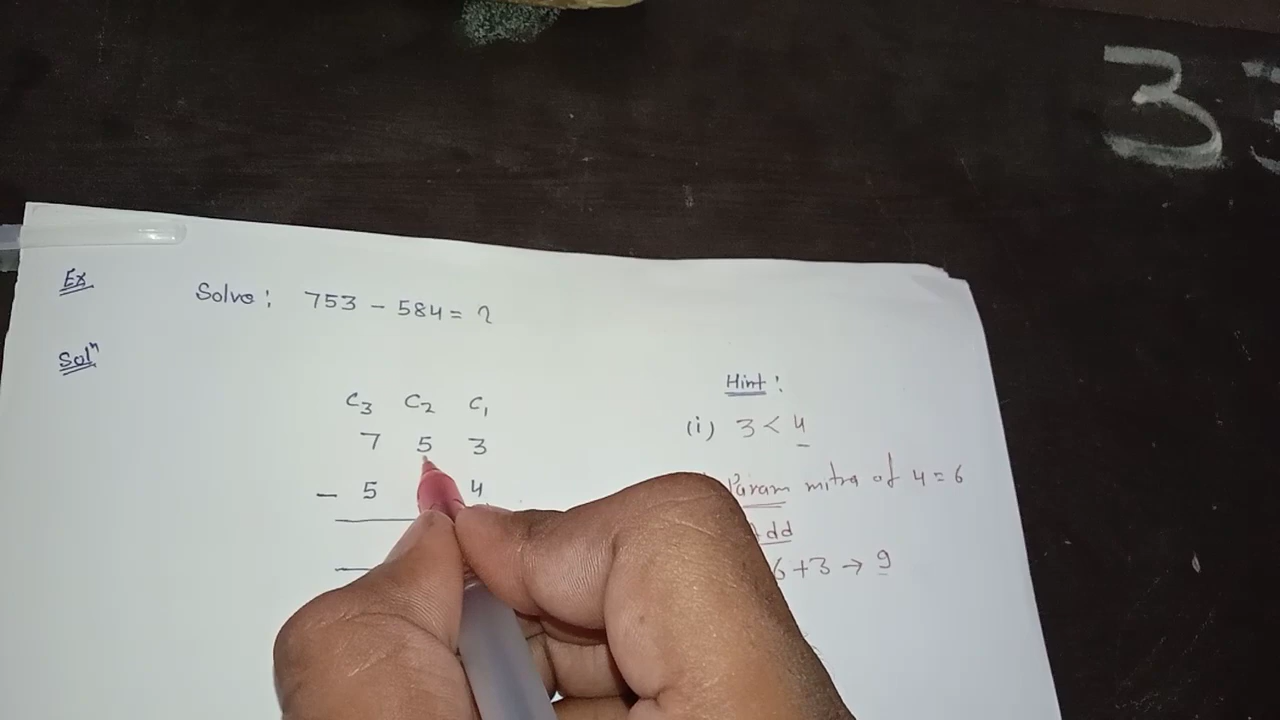 3
Ex Solve: 753 - 584 = ?
Solⁿ
C₃ C₂ C₁
7 5 3
- 5 4
Hint:
(i) 3 < 4
Param mitra of 4 = 6
Add
6 + 3 → 9